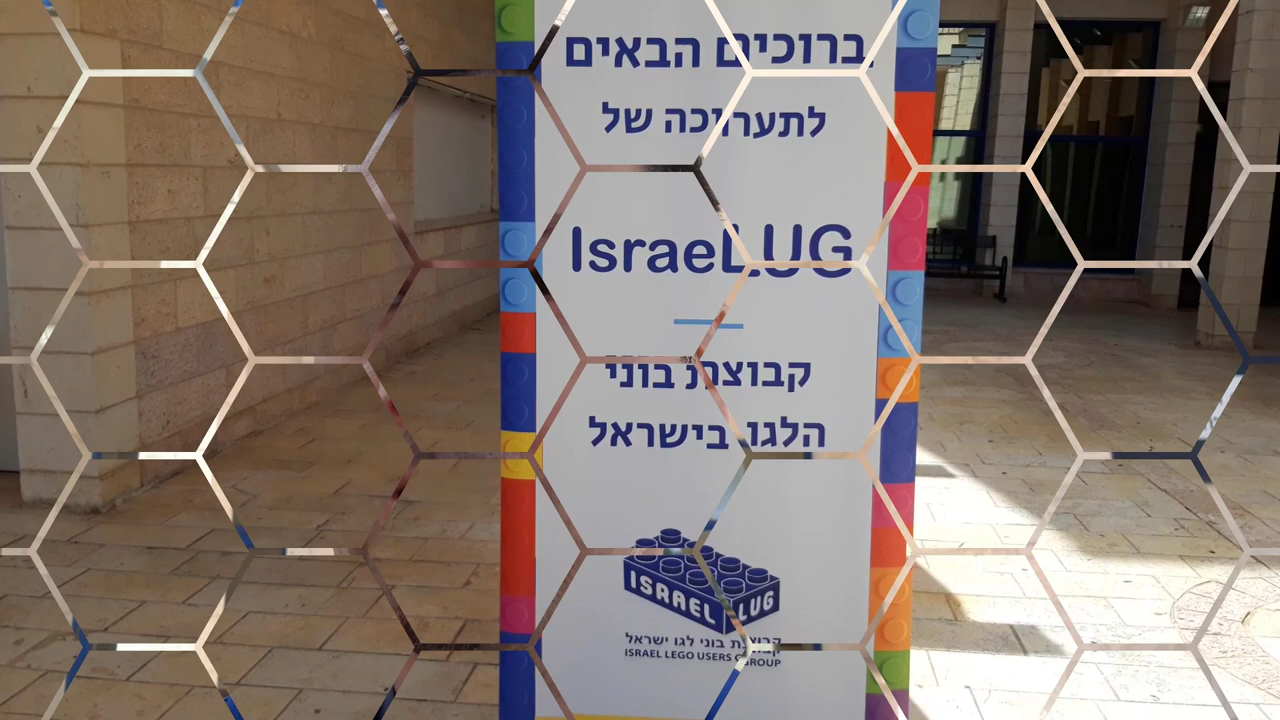 ברוכים הבאים
לתערוכה של
IsraeLUG
קבוצת בוני
הלגו בישראל
ISRAEL LUG
קבוצת בוני לגו ישראל
ISRAEL LEGO USERS GROUP